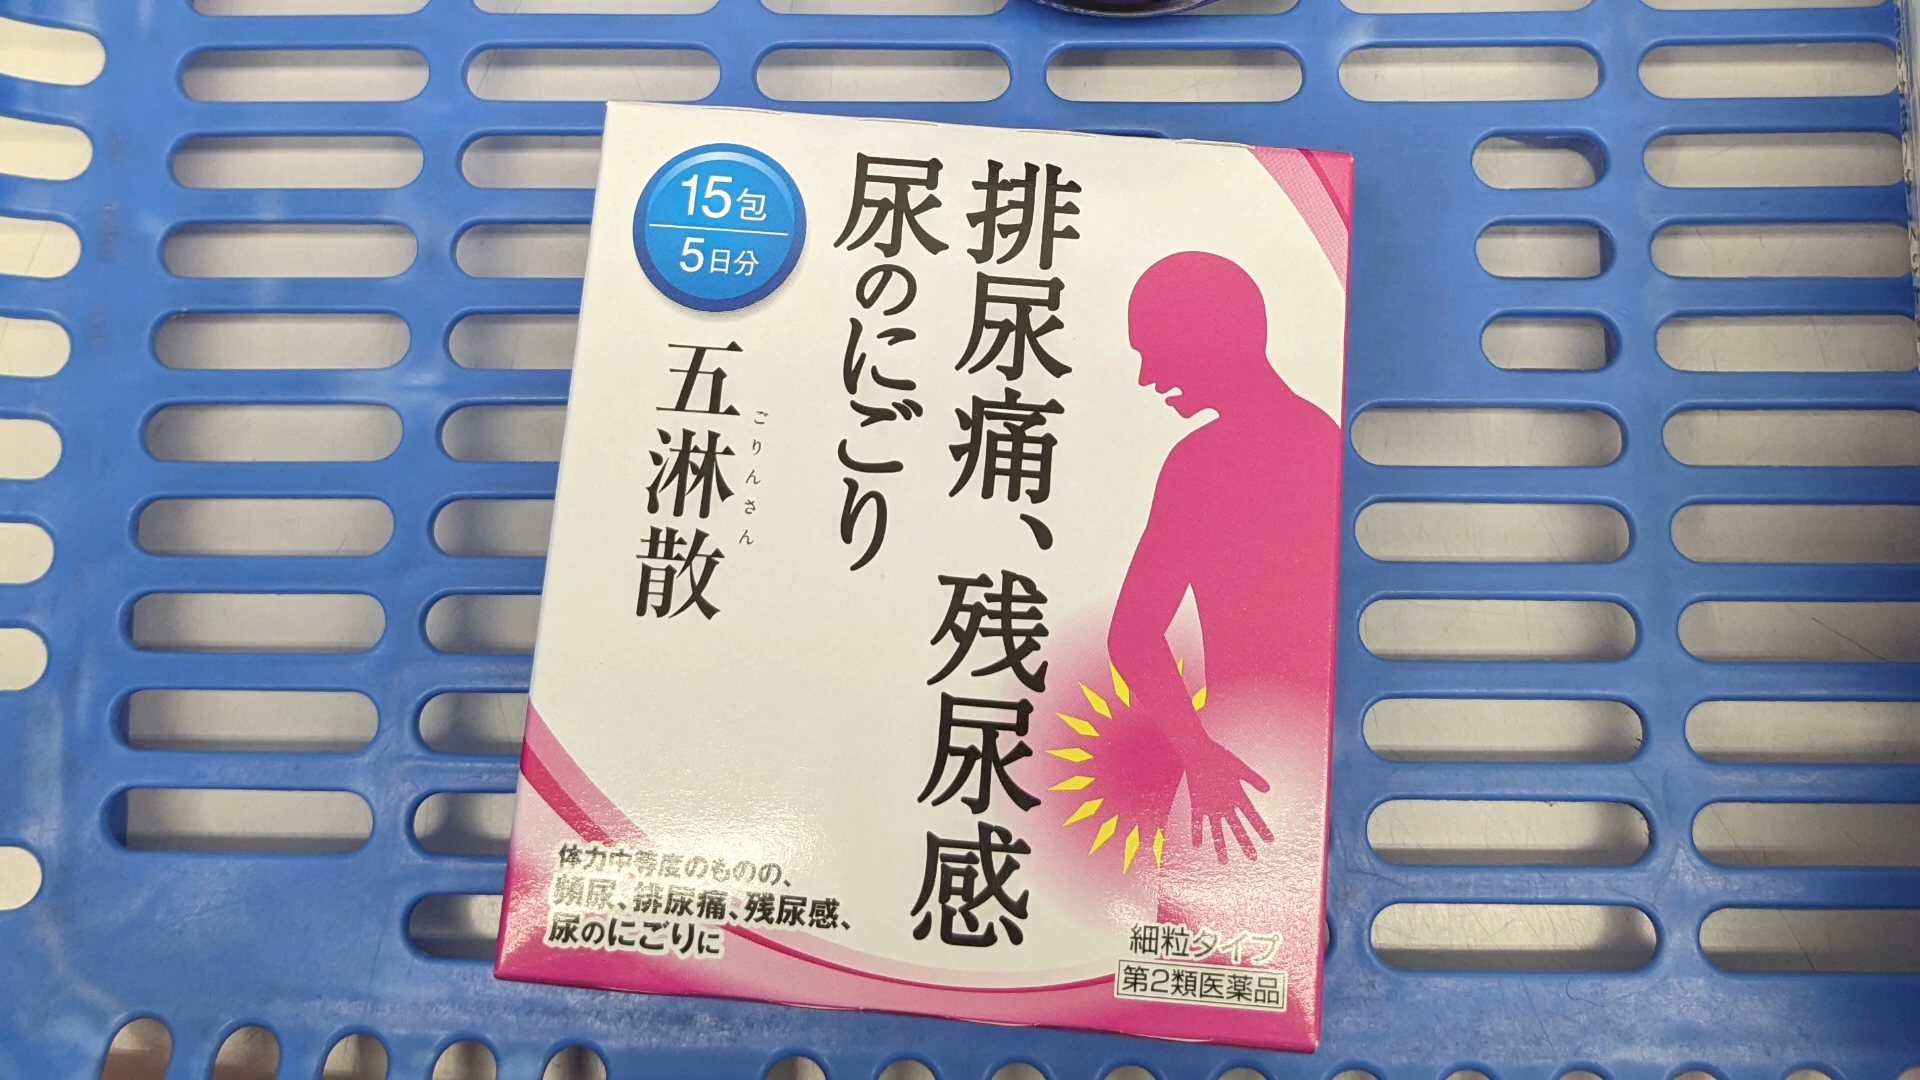 排尿痛、残尿感
尿のにごり
15包
5日分
五淋散
ごりんさん
体力中等度のものの、
頻尿、排尿痛、残尿感、
尿のにごりに
細粒タイプ
第2類医薬品